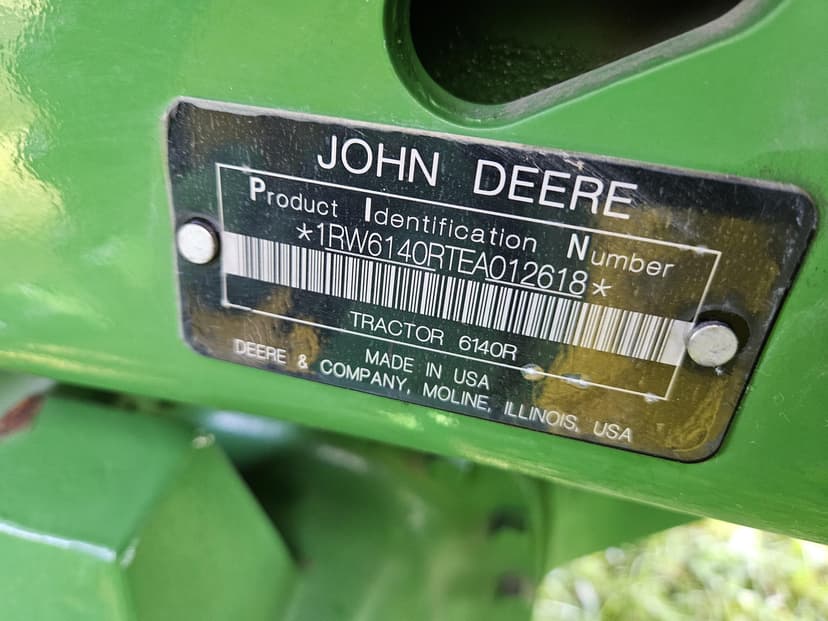 JOHN DEERE
Product Identification Number
*1RW6140RTEA012618*
TRACTOR 6140R
MADE IN USA
DEERE & COMPANY, MOLINE, ILLINOIS, USA